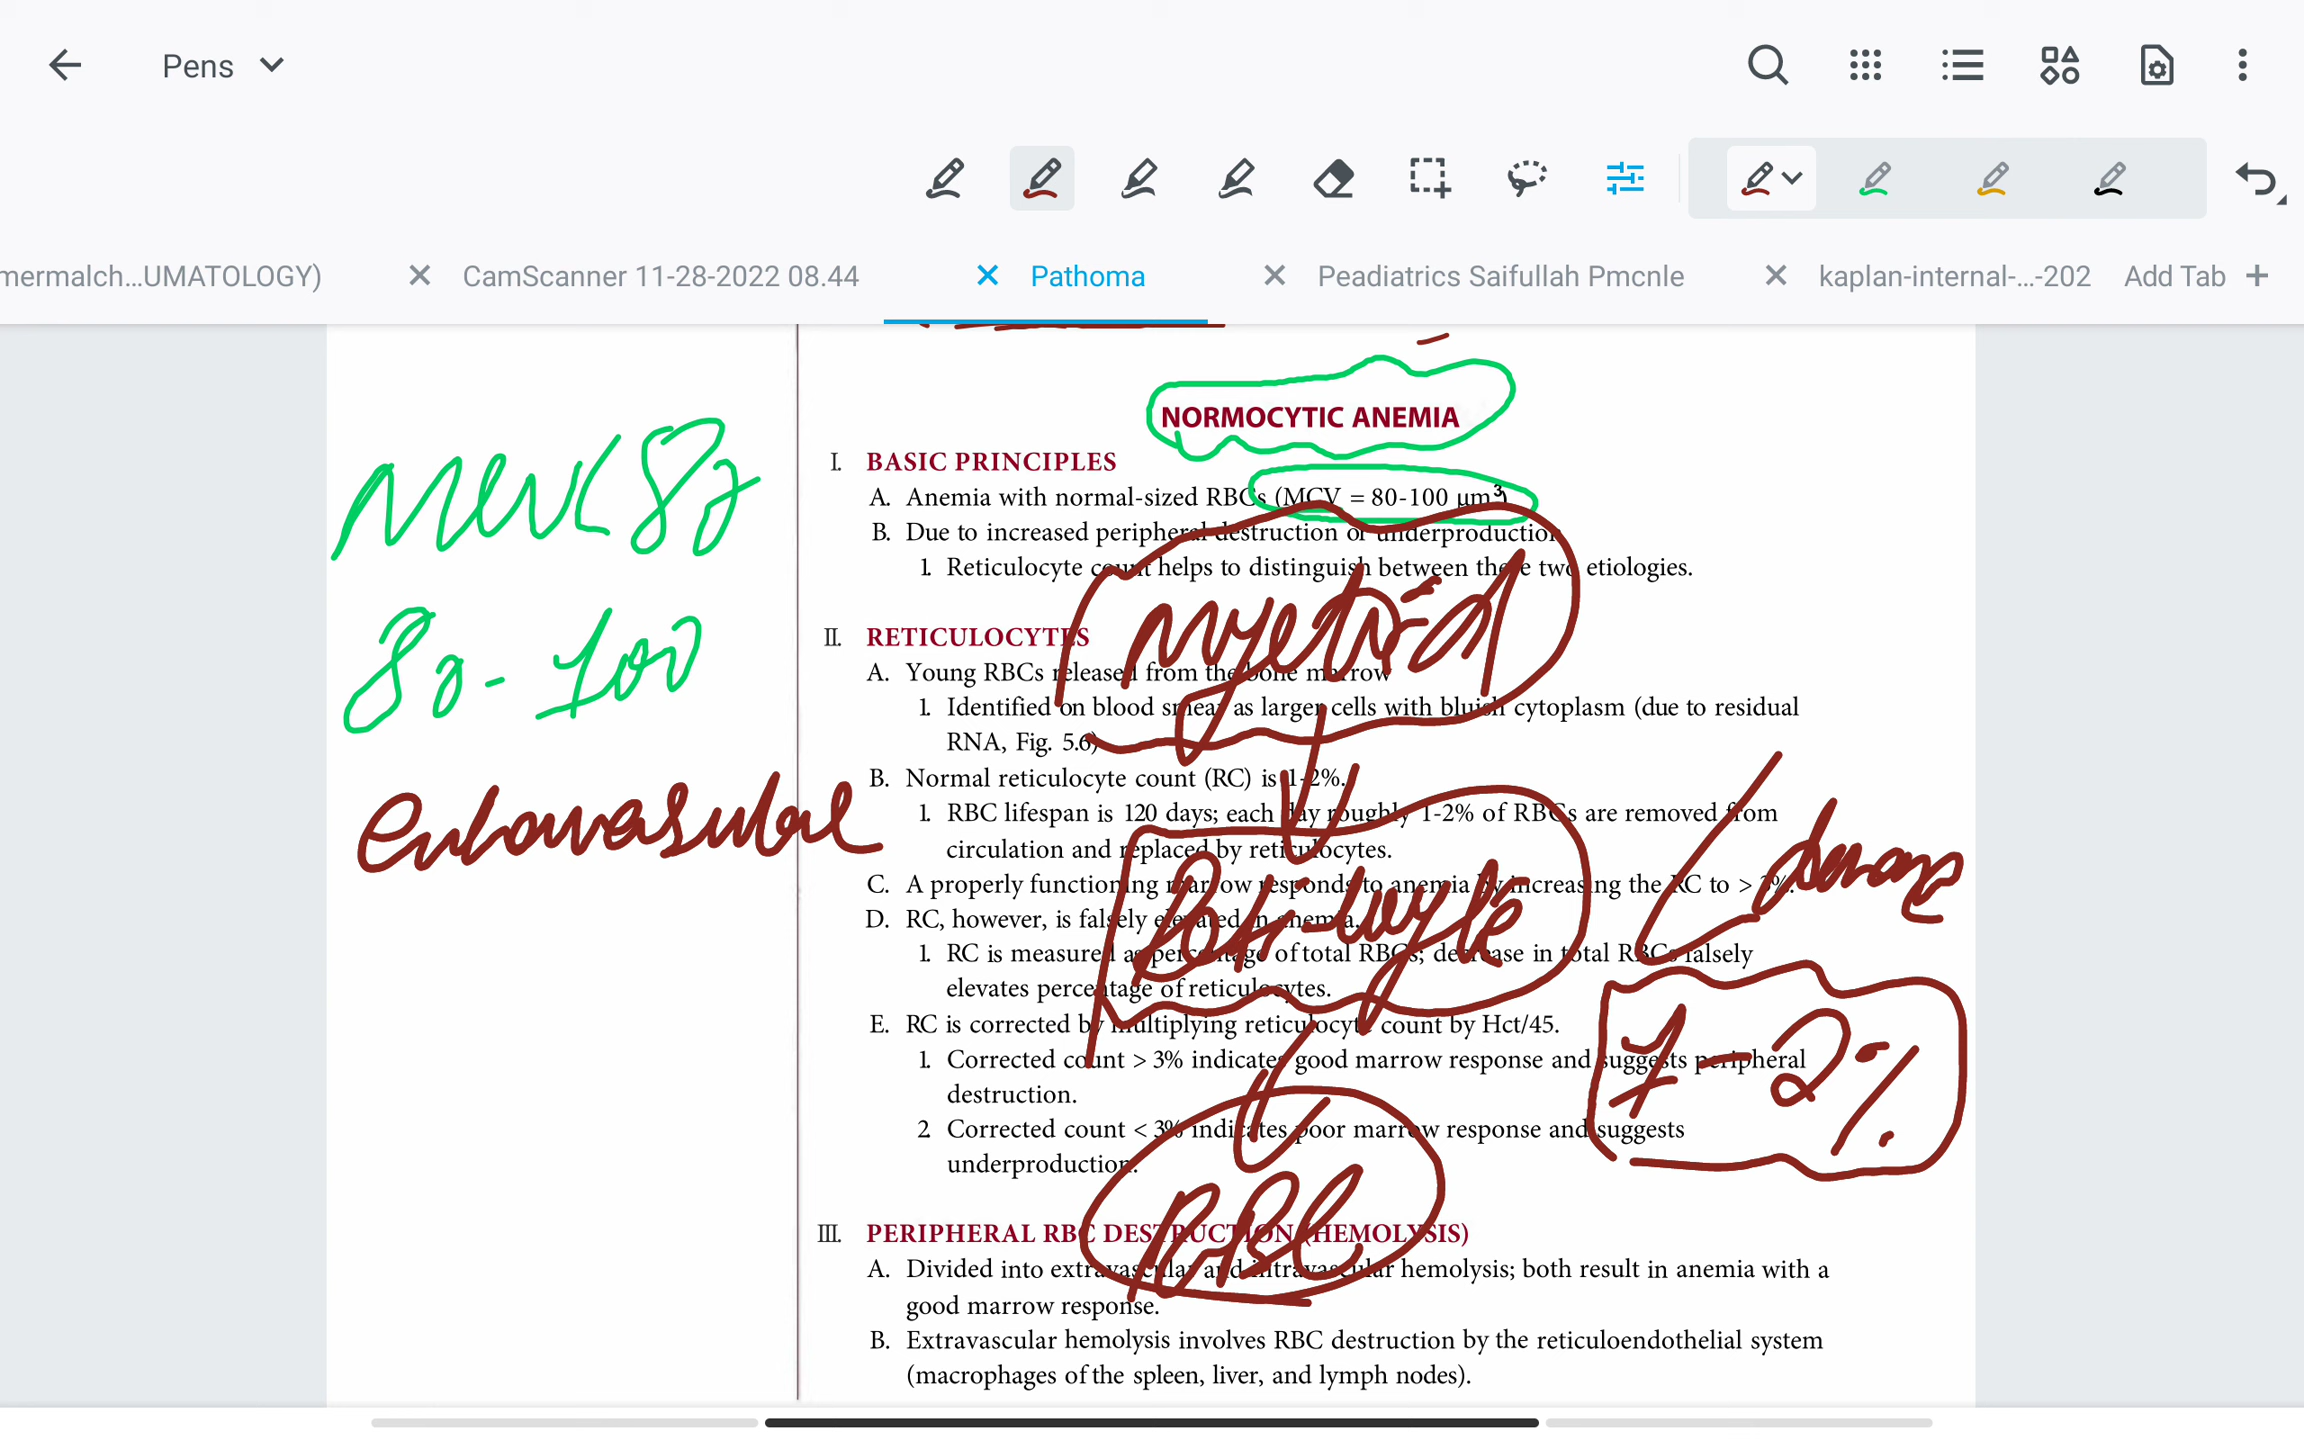 Pens
mermalch...UMATOLOGY)
CamScanner 11-28-2022 08.44
Pathoma
Peadiatrics Saifullah Pmcnle
kaplan-internal-...-202
Add Tab +
NORMOCYTIC ANEMIA
I. BASIC PRINCIPLES
A. Anemia with normal-sized RBCs (MCV = 80-100 μm³)
B. Due to increased peripheral destruction or underproduction
1. Reticulocyte count helps to distinguish between these two etiologies.
II. RETICULOCYTES
A. Young RBCs released from the bone marrow
1. Identified on blood smear as larger cells with bluish cytoplasm (due to residual
RNA, Fig. 5.6)
B. Normal reticulocyte count (RC) is 1-2%.
1. RBC lifespan is 120 days; each day roughly 1-2% of RBCs are removed from
circulation and replaced by reticulocytes.
C. A properly functioning marrow responds to anemia by increasing the RC to > 3%.
D. RC, however, is falsely elevated in anemia.
1. RC is measured as percentage of total RBCs; decrease in total RBCs falsely
elevates percentage of reticulocytes.
E. RC is corrected by multiplying reticulocyte count by Hct/45.
1. Corrected count > 3% indicates good marrow response and suggests peripheral
destruction.
2. Corrected count < 3% indicates poor marrow response and suggests
underproduction.
III. PERIPHERAL RBC DESTRUCTION (HEMOLYSIS)
A. Divided into extravascular and intravascular hemolysis; both result in anemia with a
good marrow response.
B. Extravascular hemolysis involves RBC destruction by the reticuloendothelial system
(macrophages of the spleen, liver, and lymph nodes).
80-100
1-2%
RBC